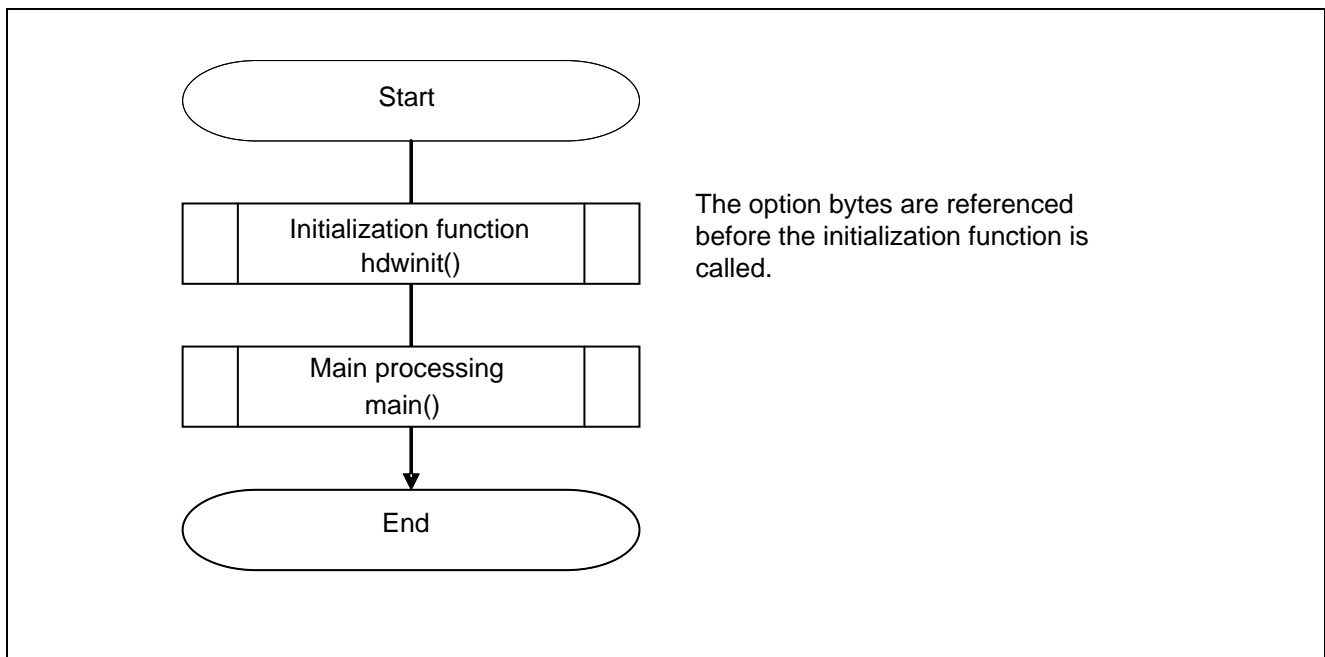 Start
Initialization function
hdwinit()
The option bytes are referenced
before the initialization function is
called.
Main processing
main()
End